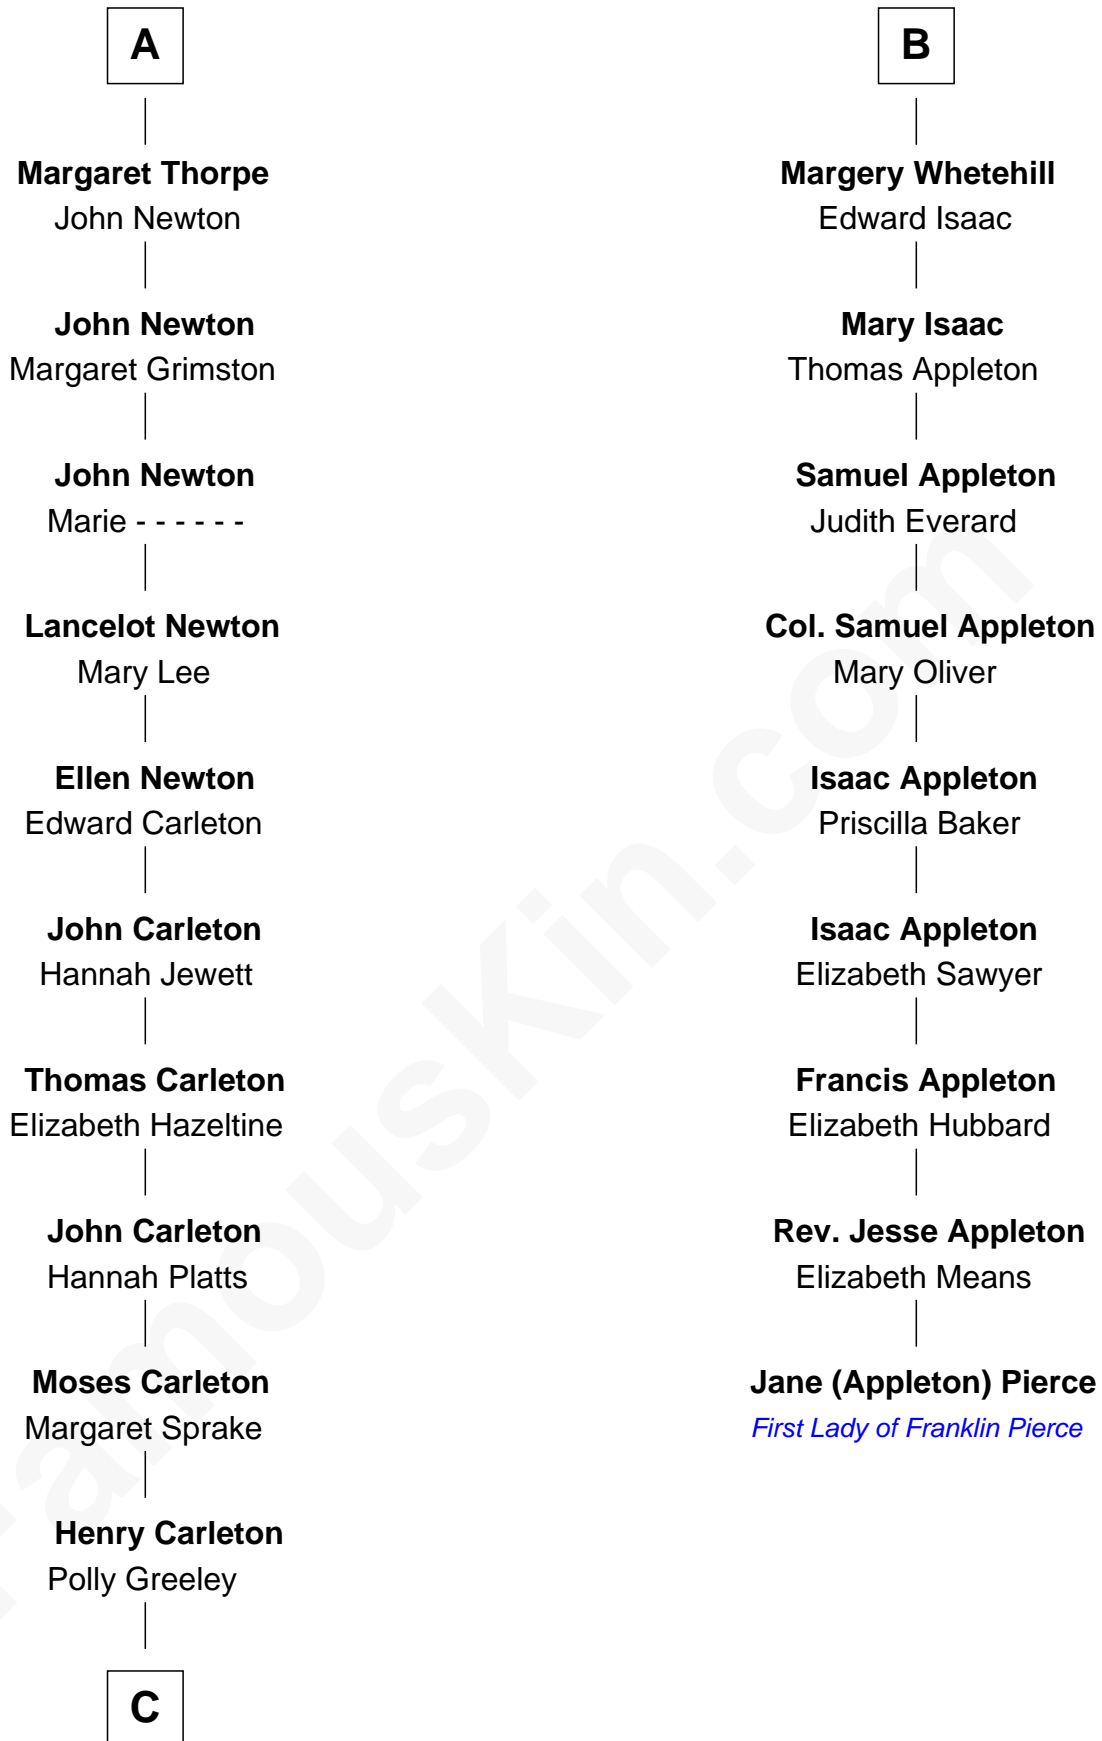 A
Margaret Thorpe
John Newton
John Newton
Margaret Grimston
John Newton
Marie - - - - - -
Lancelot Newton
Mary Lee
Ellen Newton
Edward Carleton
John Carleton
Hannah Jewett
Thomas Carleton
Elizabeth Hazeltine
John Carleton
Hannah Platts
Moses Carleton
Margaret Sprake
Henry Carleton
Polly Greeley
C
B
Margery Whetehill
Edward Isaac
Mary Isaac
Thomas Appleton
Samuel Appleton
Judith Everard
Col. Samuel Appleton
Mary Oliver
Isaac Appleton
Priscilla Baker
Isaac Appleton
Elizabeth Sawyer
Francis Appleton
Elizabeth Hubbard
Rev. Jesse Appleton
Elizabeth Means
Jane (Appleton) Pierce
First Lady of Franklin Pierce
FamousKin.com